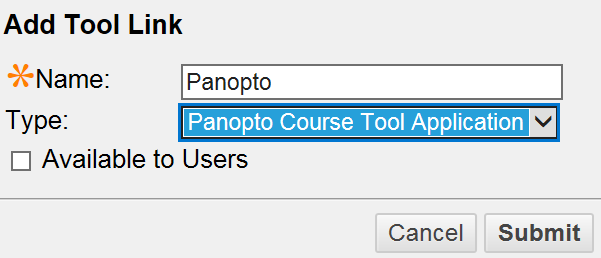 Add Tool Link
*Name: Panopto
Type: Panopto Course Tool Application
Available to Users
Cancel Submit